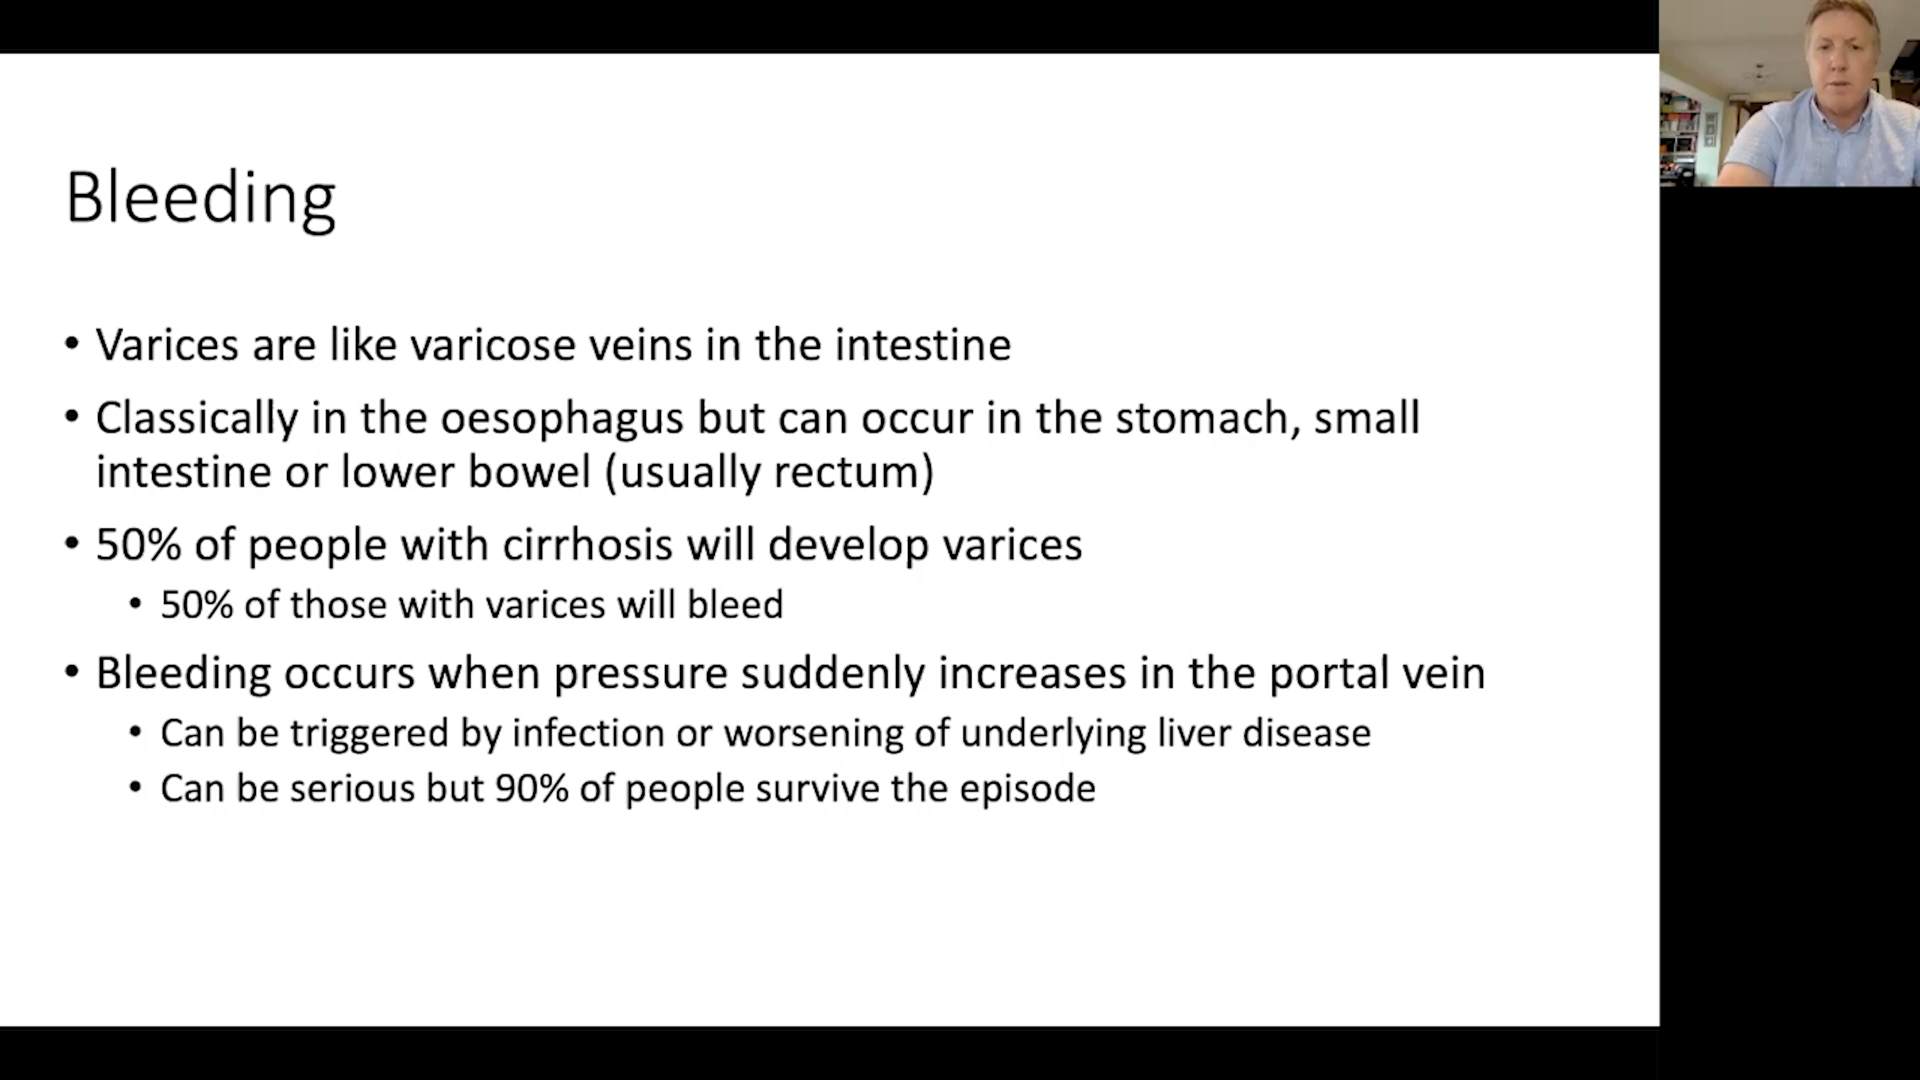 Bleeding
• Varices are like varicose veins in the intestine
• Classically in the oesophagus but can occur in the stomach, small
intestine or lower bowel (usually rectum)
• 50% of people with cirrhosis will develop varices
• 50% of those with varices will bleed
• Bleeding occurs when pressure suddenly increases in the portal vein
• Can be triggered by infection or worsening of underlying liver disease
• Can be serious but 90% of people survive the episode